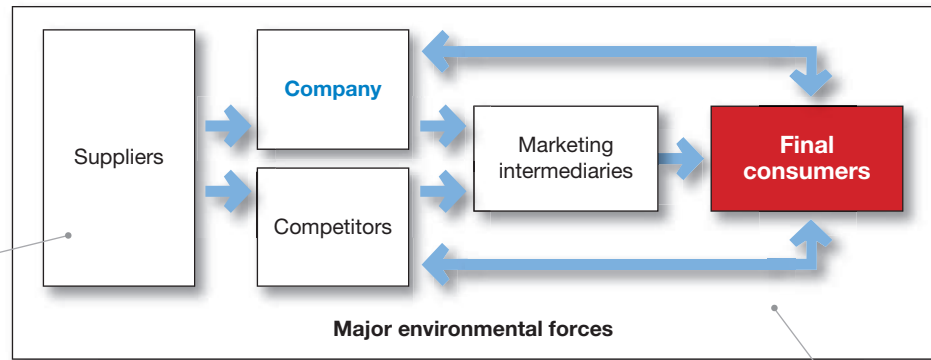 Suppliers
Company
Competitors
Marketing
intermediaries
Final
consumers
Major environmental forces